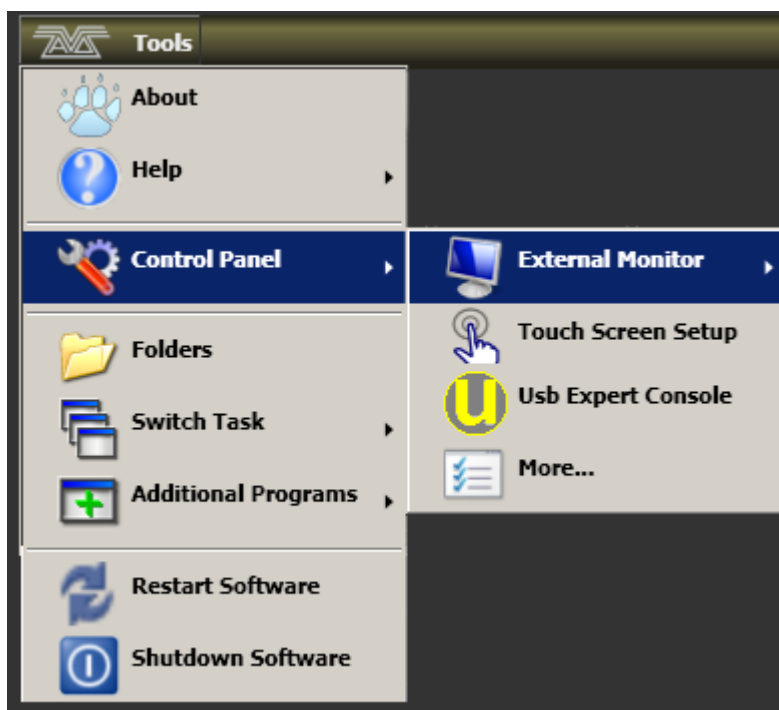 Tools
About
Help
Control Panel
External Monitor
Touch Screen Setup
Usb Expert Console
More...
Folders
Switch Task
Additional Programs
Restart Software
Shutdown Software